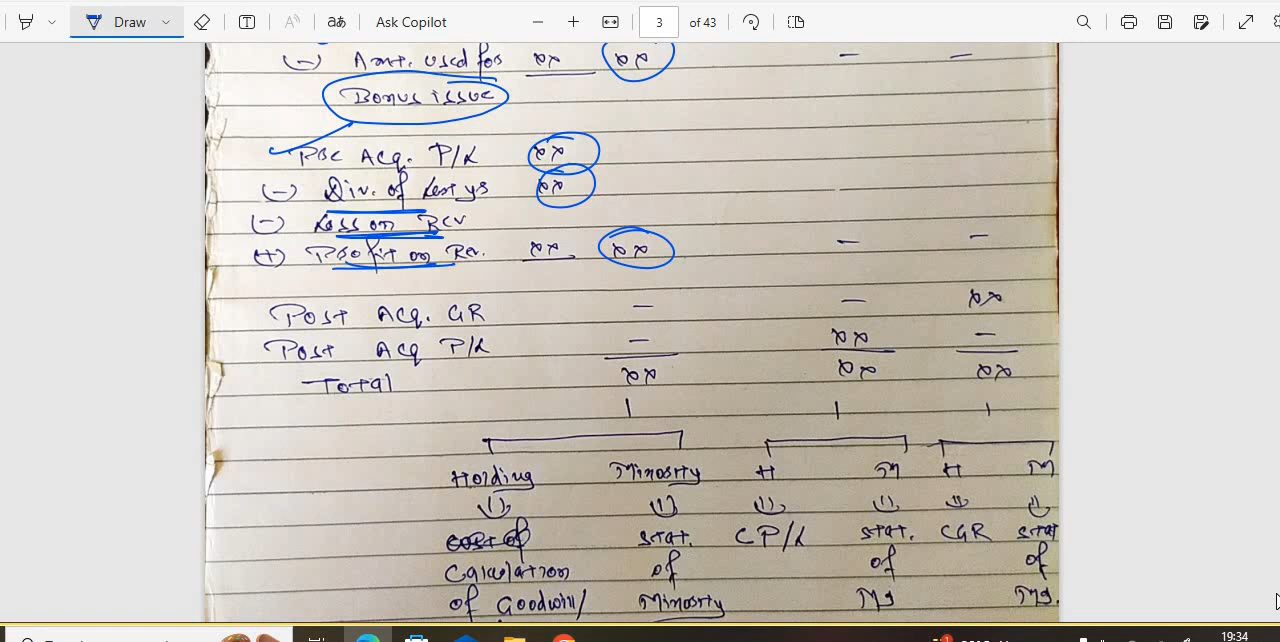 Draw
Ask Copilot
3 of 43
(-) Amt. used for xx xx — —
Bonus issue
Pre Acq. P/L xx
(-) Div. of Last ys xx
(-) Loss on Rev
(+) Profit on Rev. xx xx — —
Post Acq. GR — — xx
Post Acq P/L — xx —
Total xx xx xx
Holding Minority H M H M
cost of stat. CP/L stat. CGR stat
Calculation of of of
of Goodwill/ Minority MI MI.
19:34